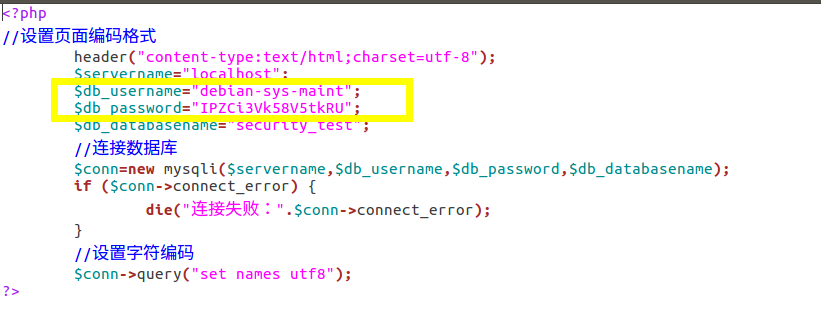 <?php
//设置页面编码格式
header("content-type:text/html;charset=utf-8");
$servername="localhost";
$db_username="debian-sys-maint";
$db_password="IPZCi3Vk58V5tkRU";
$db_databasename="security_test";
//连接数据库
$conn=new mysqli($servername,$db_username,$db_password,$db_databasename);
if ($conn->connect_error) {
die("连接失败：".$conn->connect_error);
}
//设置字符编码
$conn->query("set names utf8");
?>